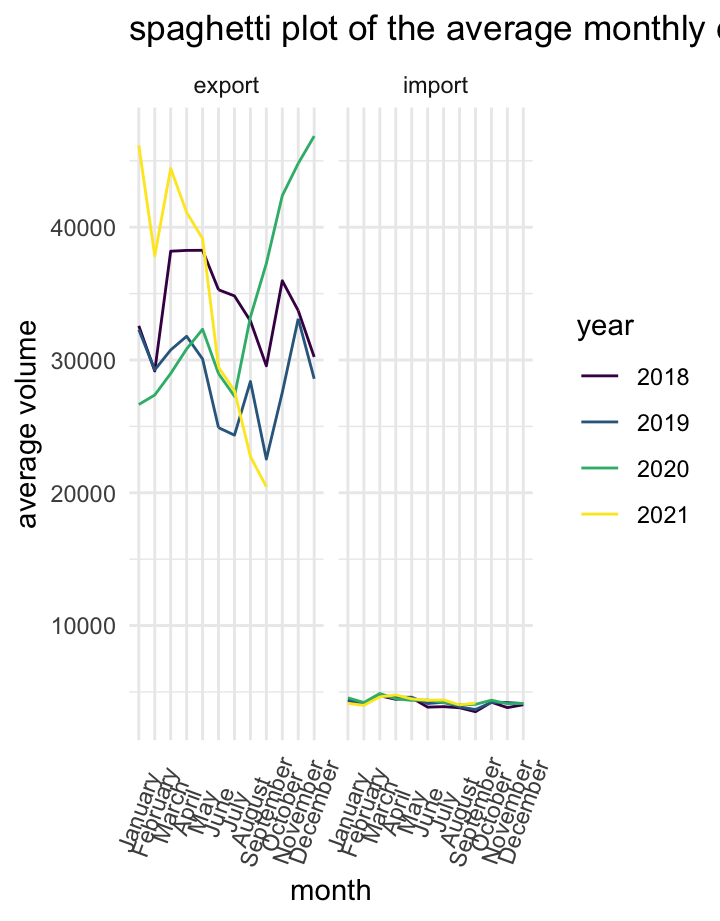 spaghetti plot of the average monthly
export import
40000
30000
20000
10000
average volume
January
February
March
April
May
June
July
August
September
October
November
December
January
February
March
April
May
June
July
August
September
October
November
December
month
year
2018
2019
2020
2021